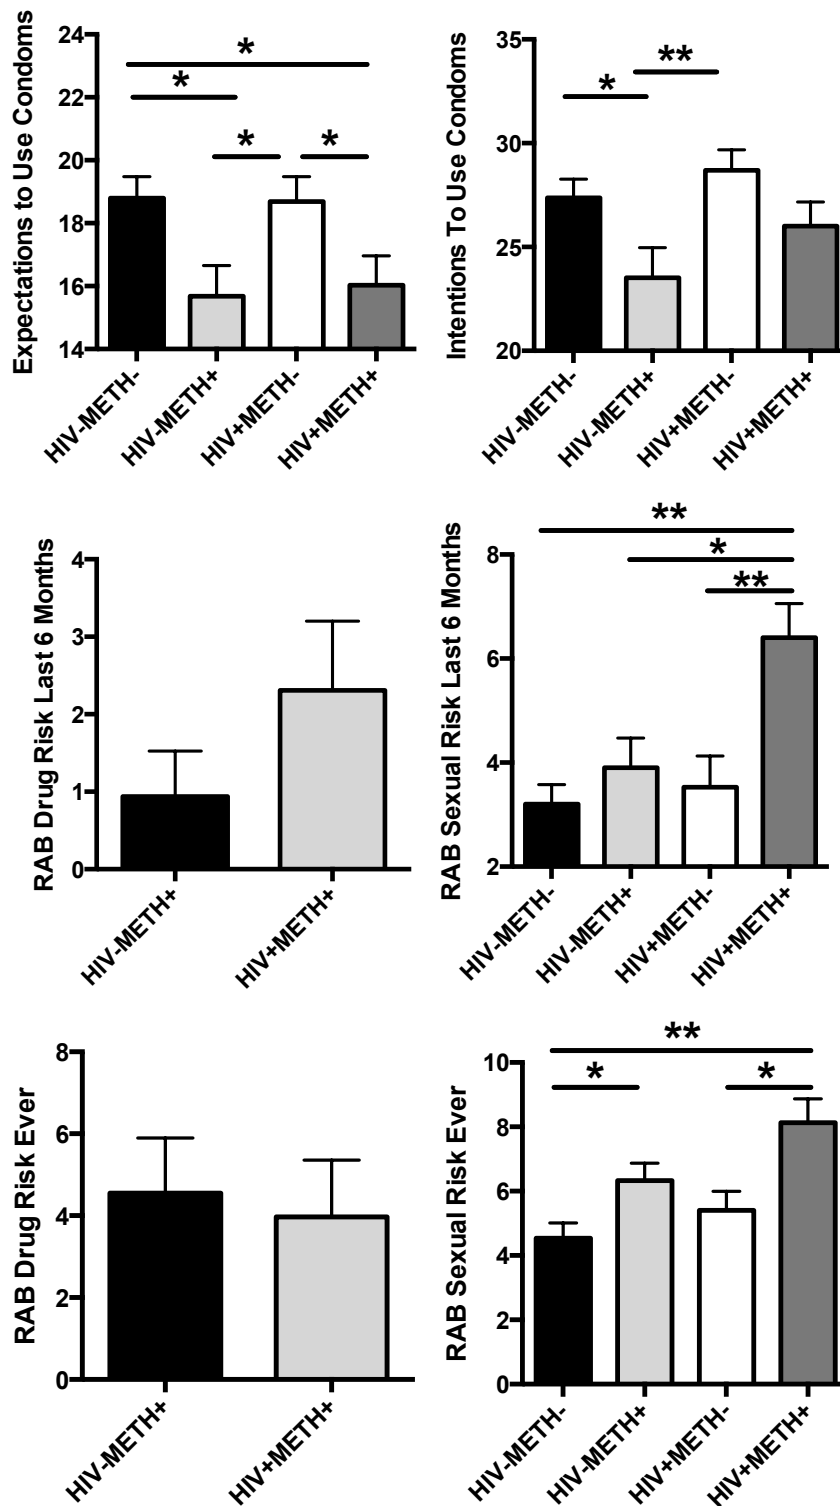 Expectations to Use Condoms
24
22
20
18
16
14
*
*
*
*
HIV-METH-
HIV-METH+
HIV+METH-
HIV+METH+
Intentions To Use Condoms
35
30
25
20
*
**
HIV-METH-
HIV-METH+
HIV+METH-
HIV+METH+
RAB Drug Risk Last 6 Months
4
3
2
1
0
HIV-METH+
HIV+METH+
RAB Sexual Risk Last 6 Months
8
6
4
2
**
*
**
HIV-METH-
HIV-METH+
HIV+METH-
HIV+METH+
RAB Drug Risk Ever
8
6
4
2
0
HIV-METH+
HIV+METH+
RAB Sexual Risk Ever
10
8
6
4
2
0
**
*
*
HIV-METH-
HIV-METH+
HIV+METH-
HIV+METH+